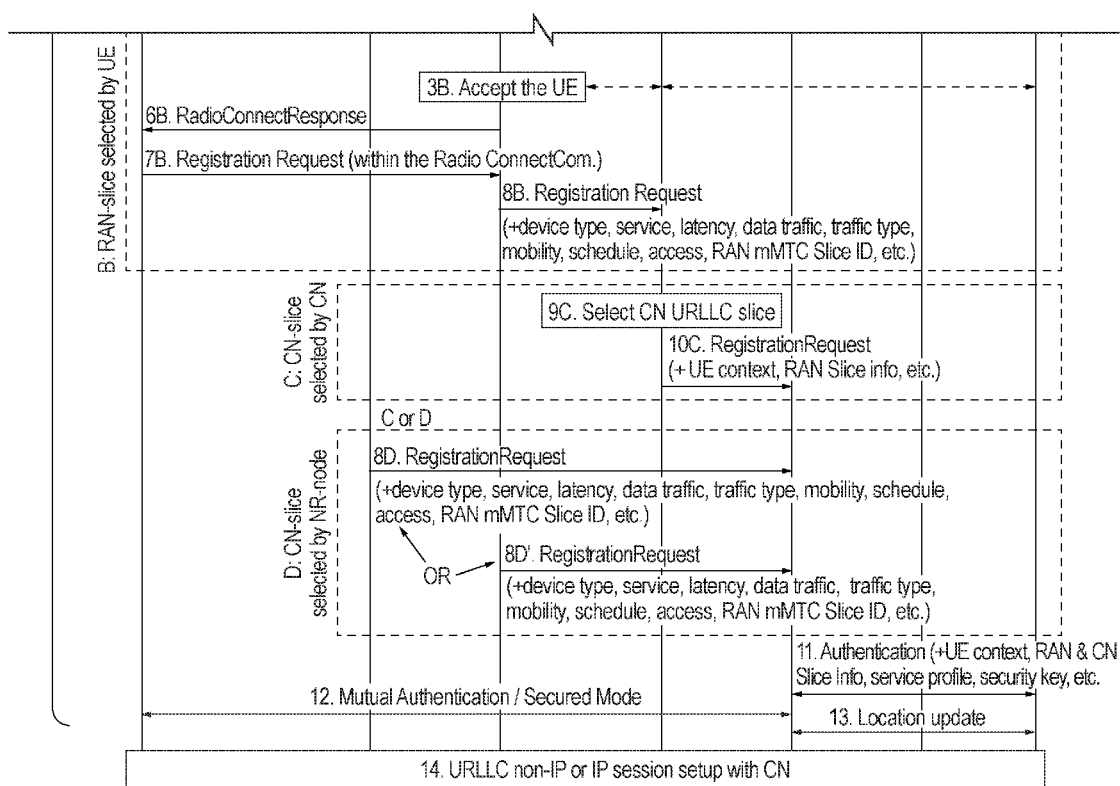 B: RAN-slice selected by UE
3B. Accept the UE
6B. RadioConnectResponse
7B. Registration Request (within the Radio ConnectCom.)
8B. Registration Request
(+device type, service, latency, data traffic, traffic type,
mobility, schedule, access, RAN mMTC Slice ID, etc.)
C: CN-slice
selected by CN
9C. Select CN URLLC slice
10C. RegistrationRequest
(+ UE context, RAN Slice info, etc.)
C or D
D: CN-slice
selected by NR-node
8D. RegistrationRequest
(+device type, service, latency, data traffic, traffic type, mobility, schedule,
access, RAN mMTC Slice ID, etc.)
OR
8D'. RegistrationRequest
(+device type, service, latency, data traffic, traffic type,
mobility, schedule, access, RAN mMTC Slice ID, etc.)
11. Authentication (+UE context, RAN & CN
Slice Info, service profile, security key, etc.
12. Mutual Authentication / Secured Mode
13. Location update
14. URLLC non-IP or IP session setup with CN